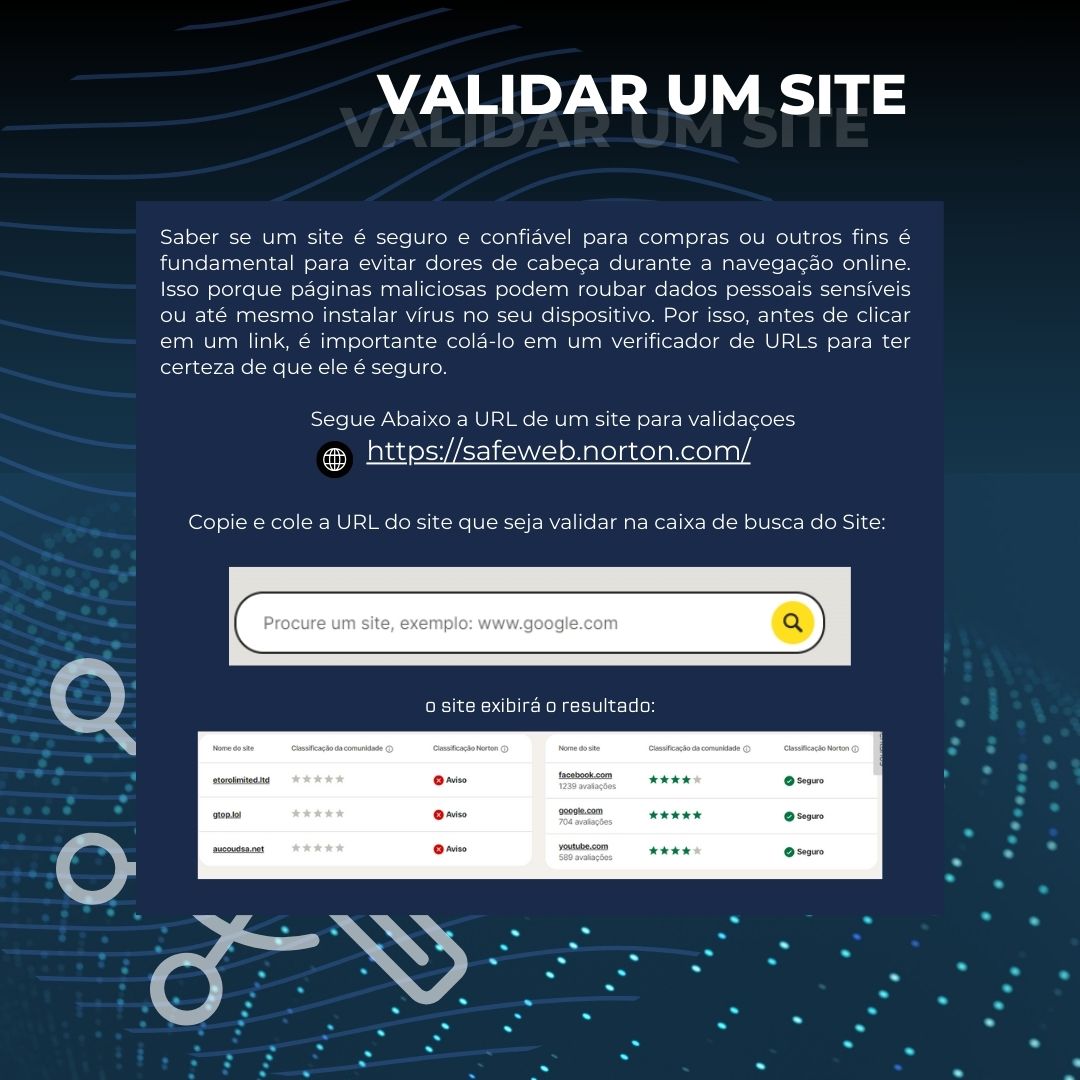 VALIDAR UM SITE
VALIDAR UM SITE
Saber se um site é seguro e confiável para compras ou outros fins é
fundamental para evitar dores de cabeça durante a navegação online.
Isso porque páginas maliciosas podem roubar dados pessoais sensíveis
ou até mesmo instalar vírus no seu dispositivo. Por isso, antes de clicar
em um link, é importante colá-lo em um verificador de URLs para ter
certeza de que ele é seguro.
Segue Abaixo a URL de um site para validaçoes
https://safeweb.norton.com/
Copie e cole a URL do site que seja validar na caixa de busca do Site:
Procure um site, exemplo: www.google.com
o site exibirá o resultado:
Nome do site Classificação da comunidade Classificação Norton
etorolimited.ltd Aviso
gtop.lol Aviso
aucoudsa.net Aviso
Nome do site Classificação da comunidade Classificação Norton
facebook.com Seguro
1239 avaliações
google.com Seguro
704 avaliações
youtube.com Seguro
589 avaliações